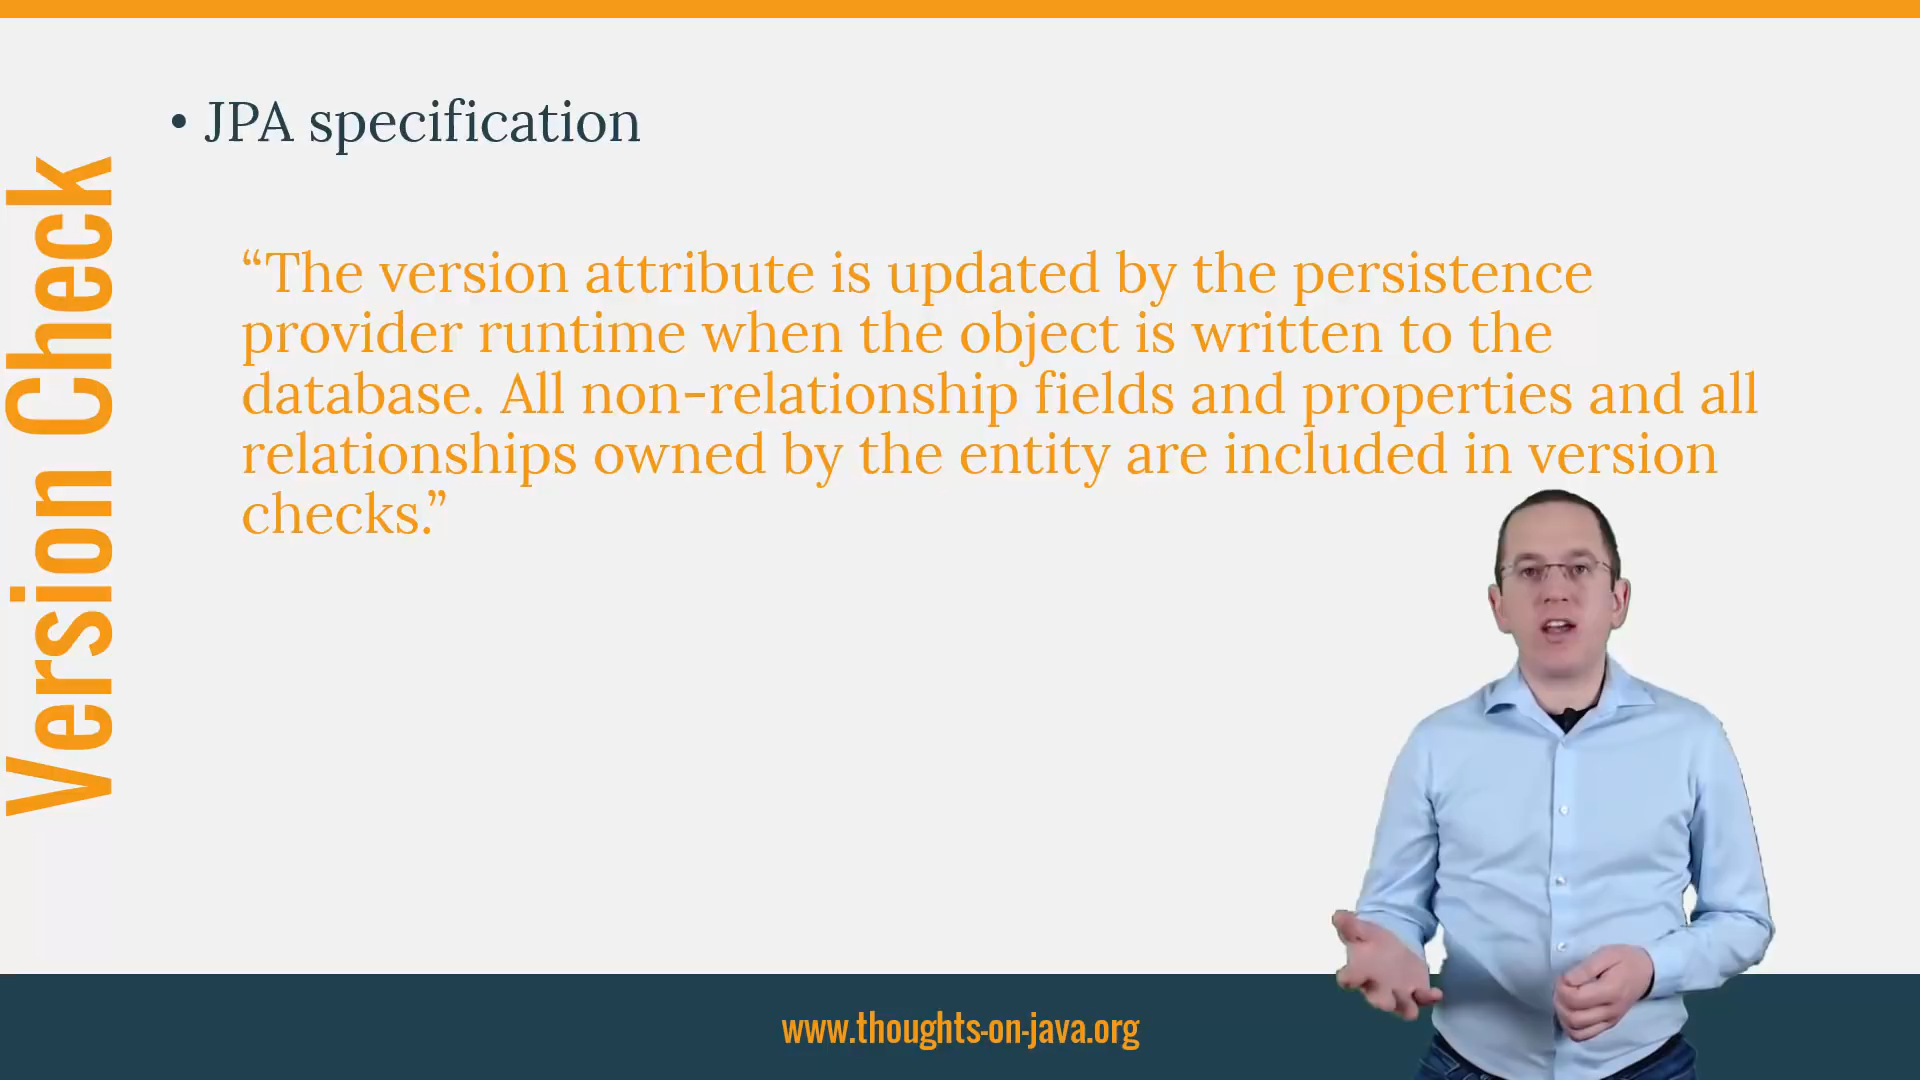 Version Check
• JPA specification
“The version attribute is updated by the persistence
provider runtime when the object is written to the
database. All non-relationship fields and properties and all
relationships owned by the entity are included in version
checks.”
www.thoughts-on-java.org